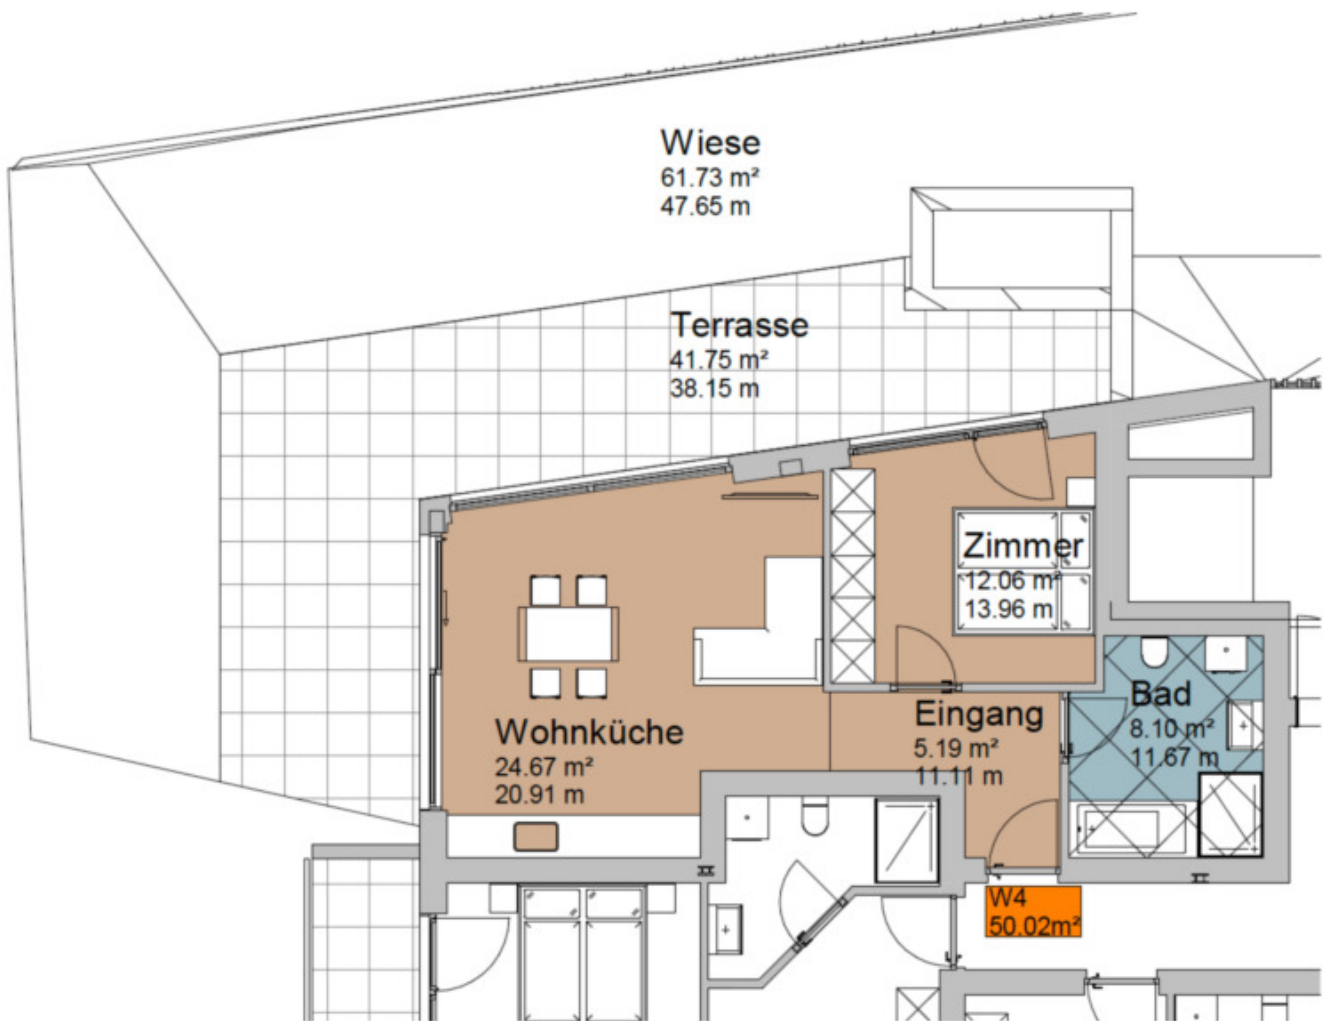 Wiese
61.73 m²
47.65 m
Terrasse
41.75 m²
38.15 m
Zimmer
12.06 m²
13.96 m
Wohnküche
24.67 m²
20.91 m
Eingang
5.19 m²
11.11 m
Bad
8.10 m²
11.67 m
W4
50.02m²